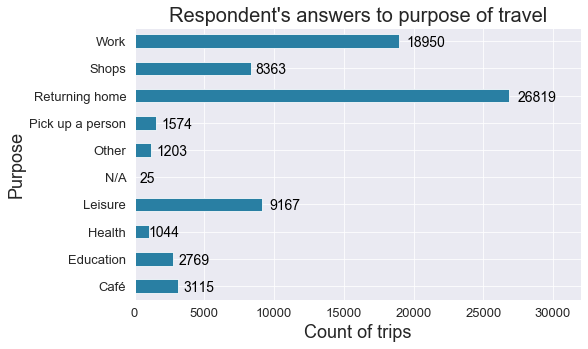 Respondent's answers to purpose of travel
Purpose
Work 18950
Shops 8363
Returning home 26819
Pick up a person 1574
Other 1203
N/A 25
Leisure 9167
Health 1044
Education 2769
Café 3115
0 5000 10000 15000 20000 25000 30000
Count of trips